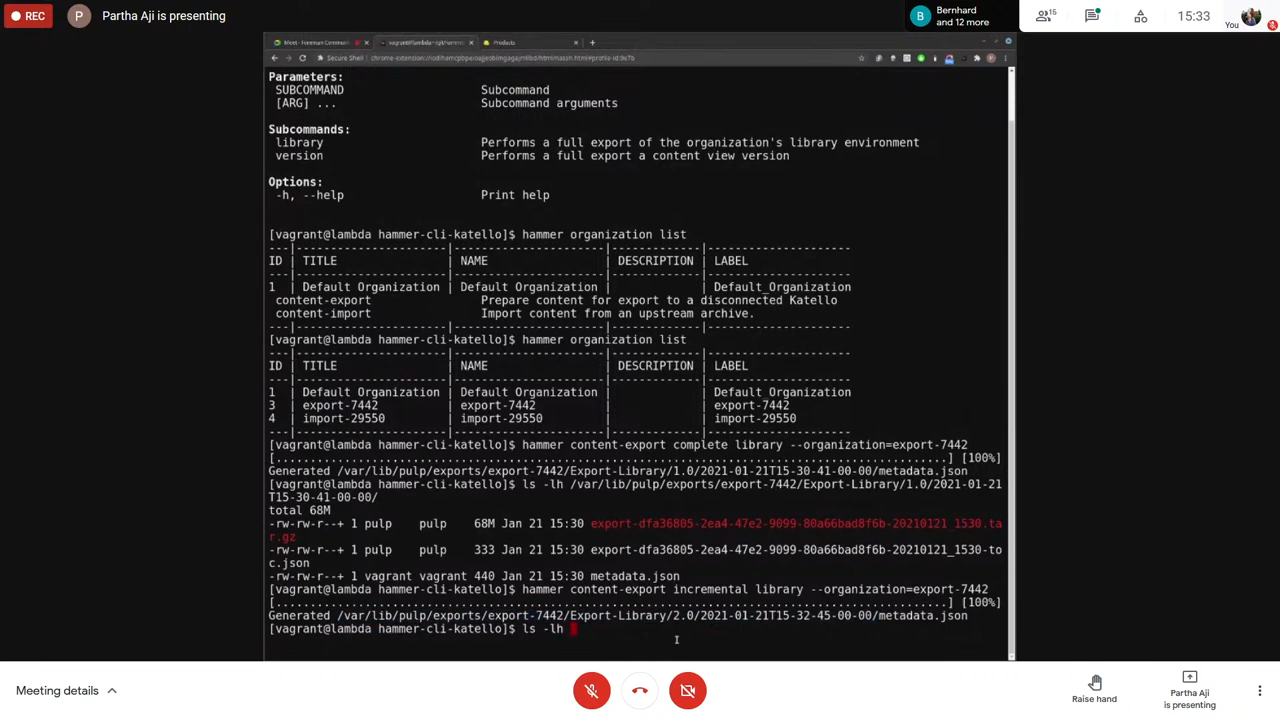 REC
P
Partha Aji is presenting
B
Bernhard
and 12 more
15
15:33
You
Products
Secure Shell
Parameters:
SUBCOMMAND Subcommand
[ARG] ... Subcommand arguments
Subcommands:
library Performs a full export of the organization's library environment
version Performs a full export a content view version
Options:
-h, --help Print help
[vagrant@lambda hammer-cli-katello]$ hammer organization list
---|----------------------|----------------------|-------------|---------------------
ID | TITLE | NAME | DESCRIPTION | LABEL
---|----------------------|----------------------|-------------|---------------------
1 | Default Organization | Default Organization | | Default_Organization
content-export Prepare content for export to a disconnected Katello
content-import Import content from an upstream archive.
---|----------------------|----------------------|-------------|---------------------
[vagrant@lambda hammer-cli-katello]$ hammer organization list
---|----------------------|----------------------|-------------|---------------------
ID | TITLE | NAME | DESCRIPTION | LABEL
---|----------------------|----------------------|-------------|---------------------
1 | Default Organization | Default Organization | | Default_Organization
3 | export-7442 | export-7442 | | export-7442
4 | import-29550 | import-29550 | | import-29550
---|----------------------|----------------------|-------------|---------------------
[vagrant@lambda hammer-cli-katello]$ hammer content-export complete library --organization=export-7442
[....................................................................................................] [100%]
Generated /var/lib/pulp/exports/export-7442/Export-Library/1.0/2021-01-21T15-30-41-00-00/metadata.json
[vagrant@lambda hammer-cli-katello]$ ls -lh /var/lib/pulp/exports/export-7442/Export-Library/1.0/2021-01-21
T15-30-41-00-00/
total 68M
-rw-rw-r--+ 1 pulp pulp 68M Jan 21 15:30 export-dfa36805-2ea4-47e2-9099-80a66bad8f6b-20210121_1530.ta
r.gz
-rw-rw-r--+ 1 pulp pulp 333 Jan 21 15:30 export-dfa36805-2ea4-47e2-9099-80a66bad8f6b-20210121_1530-to
c.json
-rw-rw-r--+ 1 vagrant vagrant 440 Jan 21 15:30 metadata.json
[vagrant@lambda hammer-cli-katello]$ hammer content-export incremental library --organization=export-7442
[....................................................................................................] [100%]
Generated /var/lib/pulp/exports/export-7442/Export-Library/2.0/2021-01-21T15-32-45-00-00/metadata.json
[vagrant@lambda hammer-cli-katello]$ ls -lh
Meeting details
Raise hand
Partha Aji
is presenting